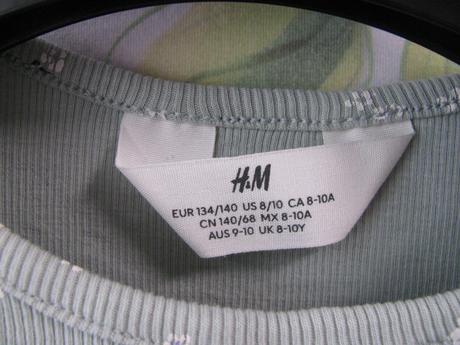 H&M
EUR 134/140 US 8/10 CA 8-10A
CN 140/68 MX 8-10A
AUS 9-10 UK 8-10Y